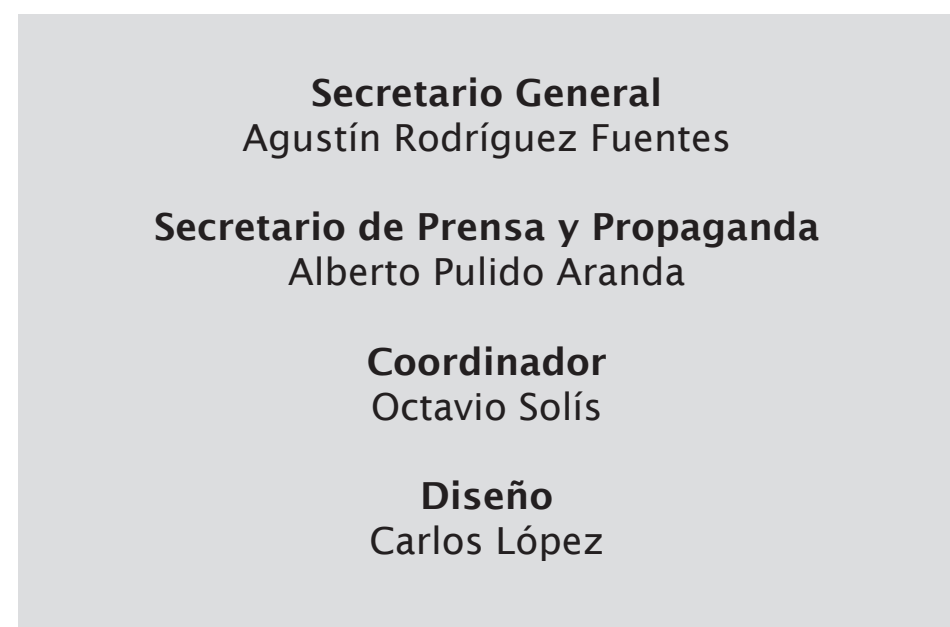 Secretario General
Agustín Rodríguez Fuentes
Secretario de Prensa y Propaganda
Alberto Pulido Aranda
Coordinador
Octavio Solís
Diseño
Carlos López